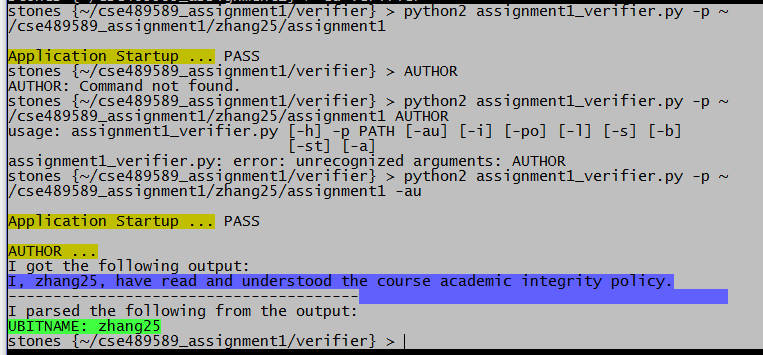 stones {~/cse489589_assignment1/verifier} > python2 assignment1_verifier.py -p ~
/cse489589_assignment1/zhang25/assignment1
Application Startup ... PASS
stones {~/cse489589_assignment1/verifier} > AUTHOR
AUTHOR: Command not found.
stones {~/cse489589_assignment1/verifier} > python2 assignment1_verifier.py -p ~
/cse489589_assignment1/zhang25/assignment1 AUTHOR
usage: assignment1_verifier.py [-h] -p PATH [-au] [-i] [-po] [-l] [-s] [-b]
[-st] [-a]
assignment1_verifier.py: error: unrecognized arguments: AUTHOR
stones {~/cse489589_assignment1/verifier} > python2 assignment1_verifier.py -p ~
/cse489589_assignment1/zhang25/assignment1 -au
Application Startup ... PASS
AUTHOR ...
I got the following output:
I, zhang25, have read and understood the course academic integrity policy.
---------------------------------------
I parsed the following from the output:
UBITNAME: zhang25
stones {~/cse489589_assignment1/verifier} >